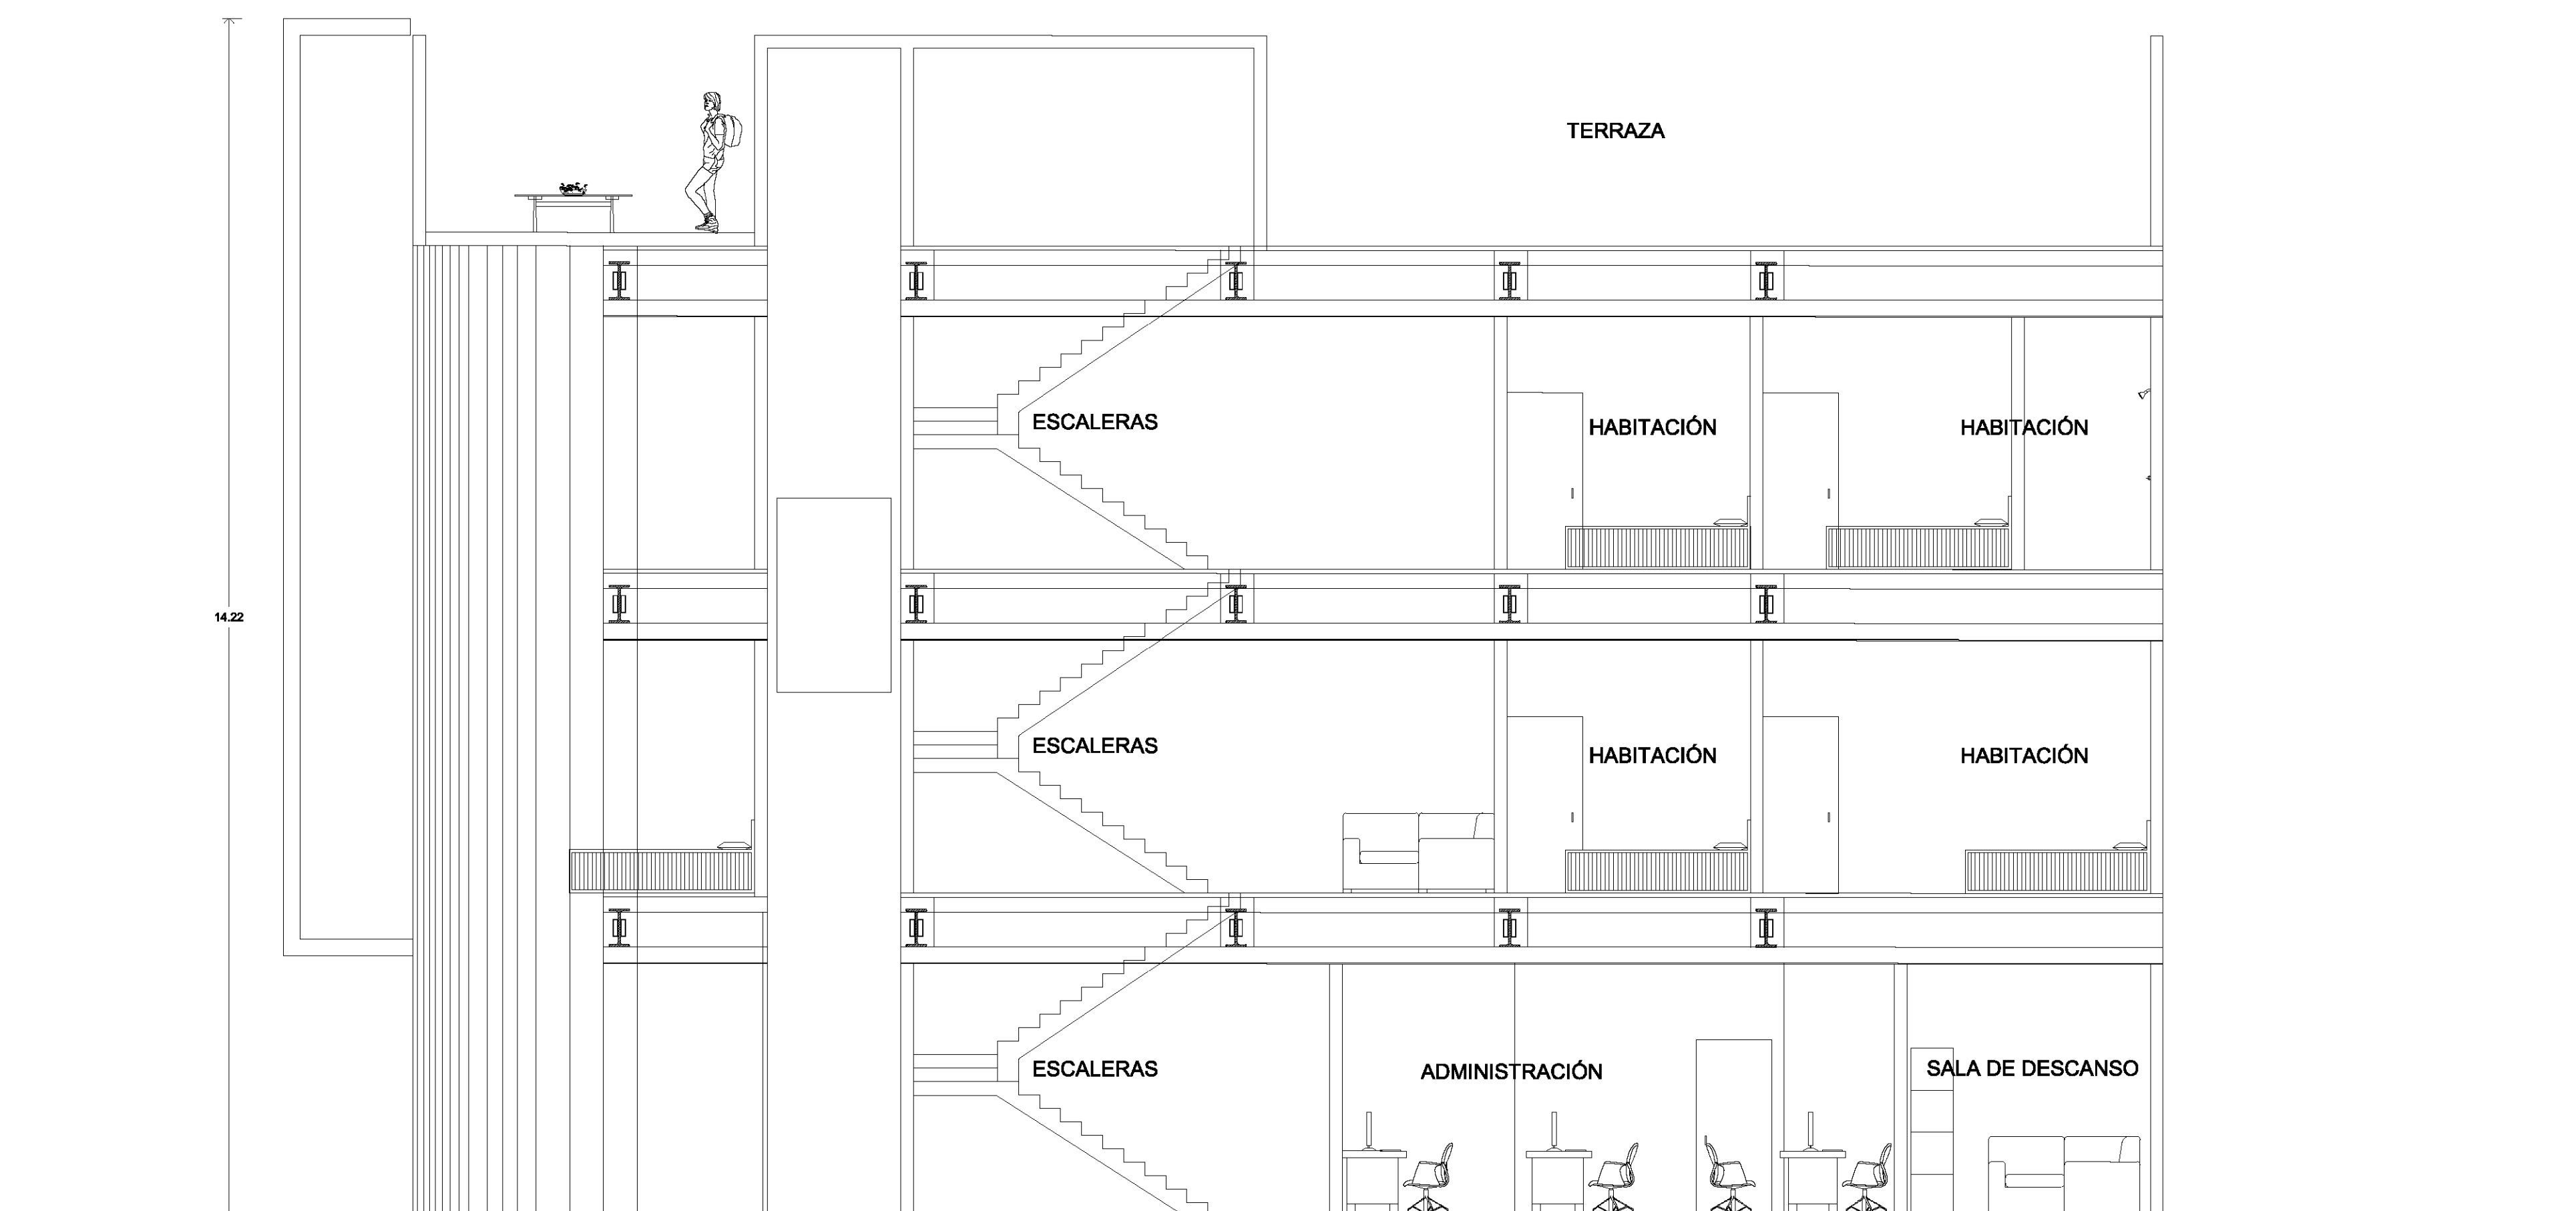 TERRAZA
ESCALERAS
HABITACIÓN
HABITACIÓN
14.22
ESCALERAS
HABITACIÓN
HABITACIÓN
ESCALERAS
ADMINISTRACIÓN
SALA DE DESCANSO